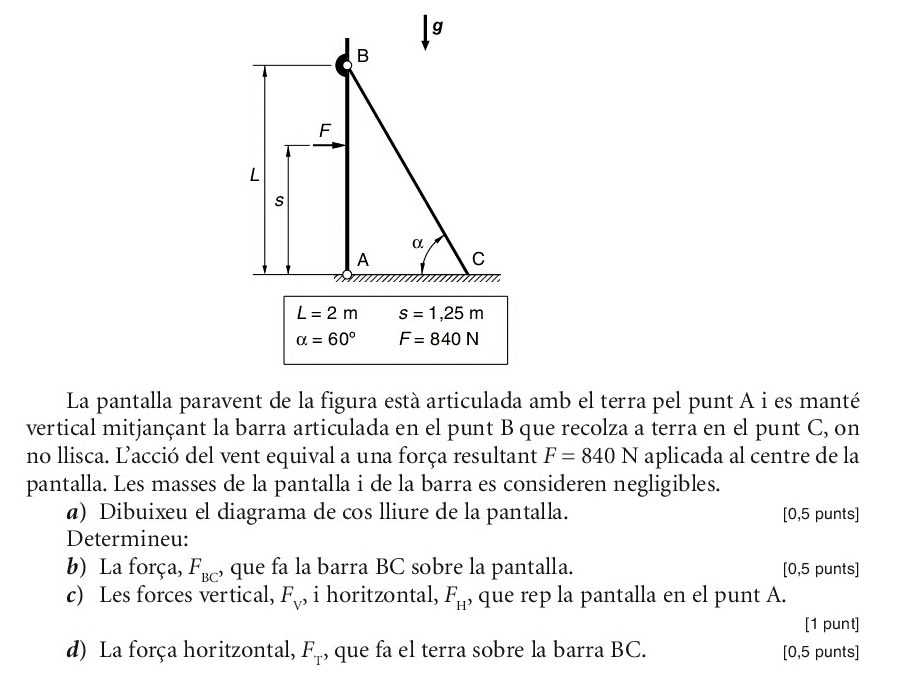 g
B
F
L
s
α
A
C
L = 2 m s = 1,25 m
α = 60º F = 840 N
La pantalla paravent de la figura està articulada amb el terra pel punt A i es manté
vertical mitjançant la barra articulada en el punt B que recolza a terra en el punt C, on
no llisca. L’acció del vent equival a una força resultant F = 840 N aplicada al centre de la
pantalla. Les masses de la pantalla i de la barra es consideren negligibles.
a) Dibuixeu el diagrama de cos lliure de la pantalla. [0,5 punts]
Determineu:
b) La força, F_BC, que fa la barra BC sobre la pantalla. [0,5 punts]
c) Les forces vertical, F_V, i horitzontal, F_H, que rep la pantalla en el punt A.
[1 punt]
d) La força horitzontal, F_T, que fa el terra sobre la barra BC. [0,5 punts]